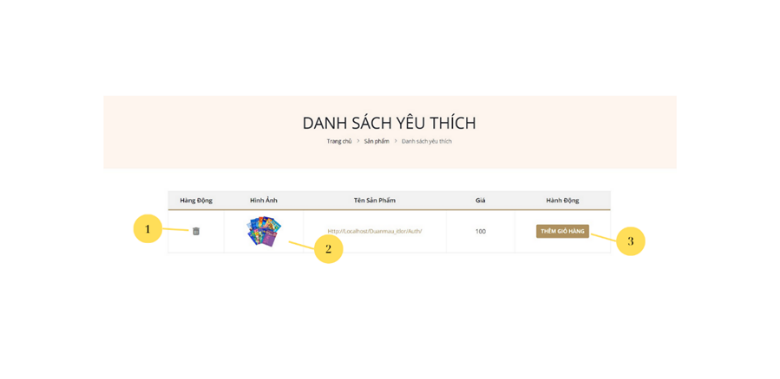 DANH SÁCH YÊU THÍCH
Trang chủ > Sản phẩm > Danh sách yêu thích
Hàng Động Hình Ảnh Tên Sản Phẩm Giá Hành Động
1 100 THÊM GIỎ HÀNG
2 3